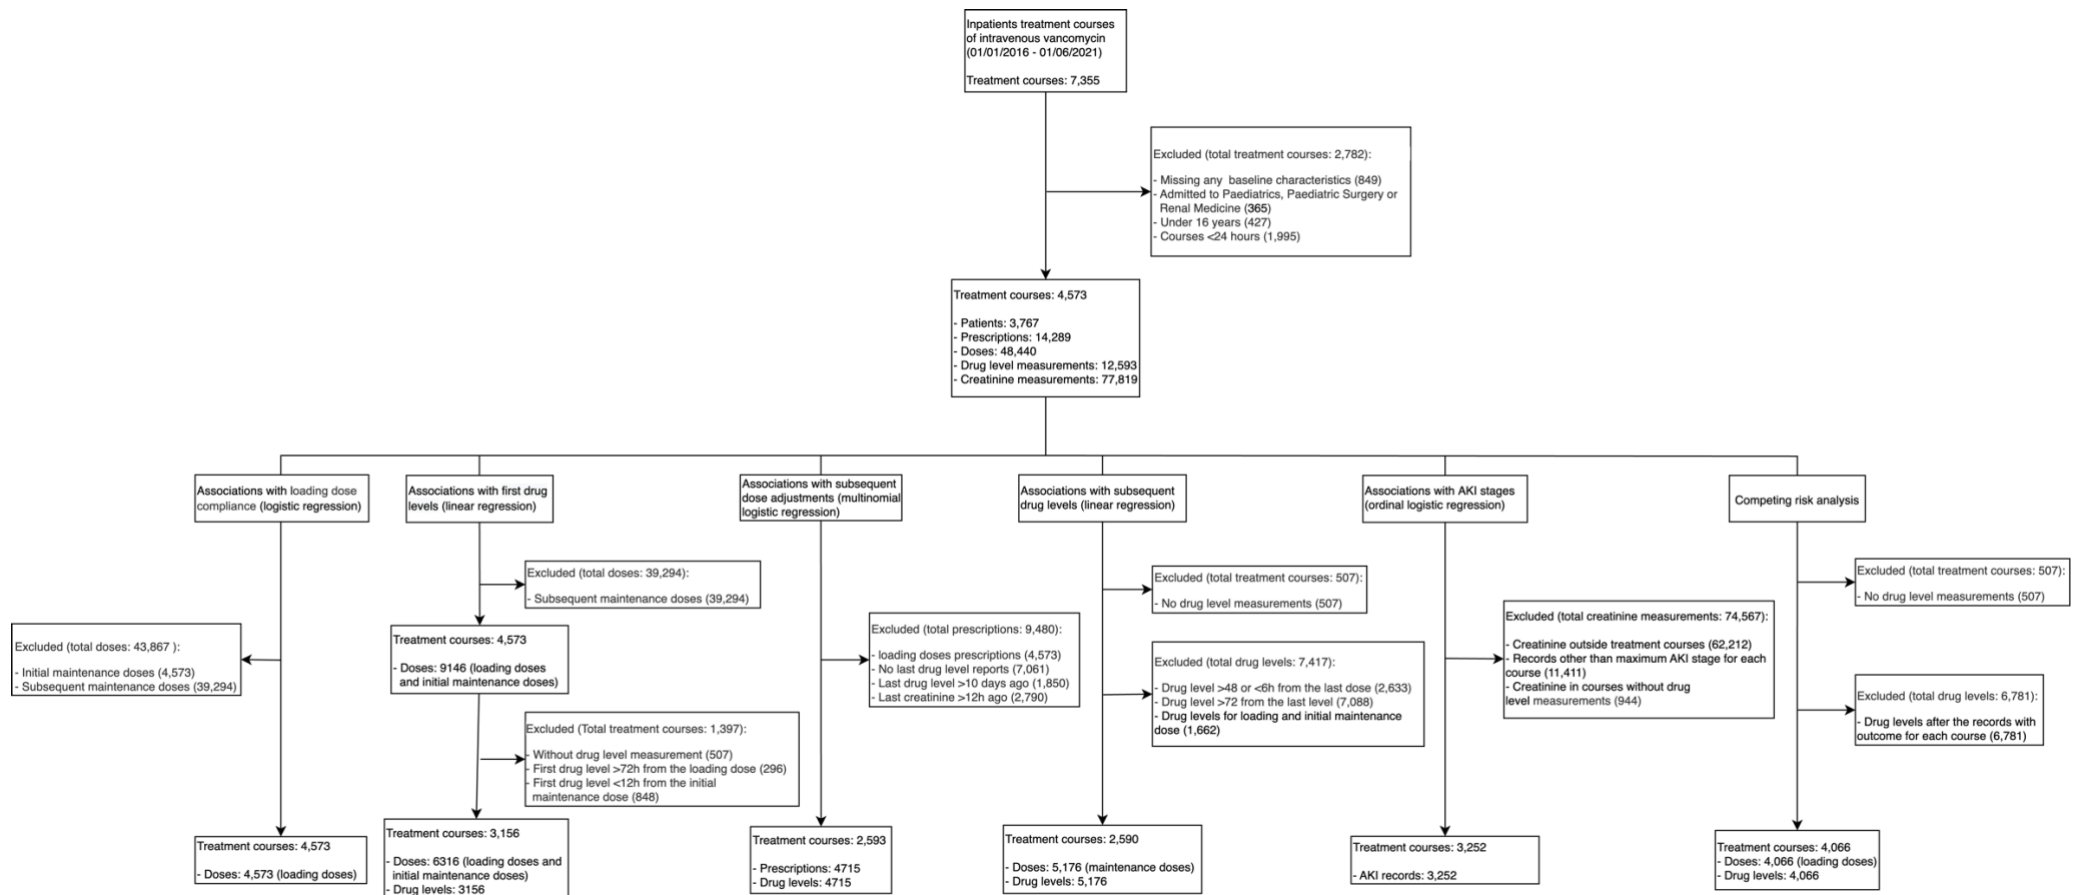 Inpatients treatment courses
of intravenous vancomycin
(01/01/2016 - 01/06/2021)
Treatment courses: 7,355
Excluded (total treatment courses: 2,782):
- Missing any baseline characteristics (849)
- Admitted to Paediatrics, Paediatric Surgery or
Renal Medicine (365)
- Under 16 years (427)
- Courses <24 hours (1,995)
Treatment courses: 4,573
- Patients: 3,767
- Prescriptions: 14,289
- Doses: 48,440
- Drug level measurements: 12,593
- Creatinine measurements: 77,819
Associations with loading dose
compliance (logistic regression)
Excluded (total doses: 43,867 ):
- Initial maintenance doses (4,573)
- Subsequent maintenance doses (39,294)
Treatment courses: 4,573
- Doses: 4,573 (loading doses)
Associations with first drug
levels (linear regression)
Excluded (total doses: 39,294):
- Subsequent maintenance doses (39,294)
Treatment courses: 4,573
- Doses: 9146 (loading doses
and initial maintenance doses)
Excluded (Total treatment courses: 1,397):
- Without drug level measurement (507)
- First drug level >72h from the loading dose (296)
- First drug level <12h from the initial
maintenance dose (848)
Treatment courses: 3,156
- Doses: 6316 (loading doses and
initial maintenance doses)
- Drug levels: 3156
Associations with subsequent
dose adjustments (multinomial
logistic regression)
Excluded (total prescriptions: 9,480):
- loading doses prescriptions (4,573)
- No last drug level reports (7,061)
- Last drug level >10 days ago (1,850)
- Last creatinine >12h ago (2,790)
Treatment courses: 2,593
- Prescriptions: 4715
- Drug levels: 4715
Associations with subsequent
drug levels (linear regression)
Excluded (total treatment courses: 507):
- No drug level measurements (507)
Excluded (total drug levels: 7,417):
- Drug level >48 or <6h from the last dose (2,633)
- Drug level >72 from the last level (7,088)
- Drug levels for loading and initial maintenance
dose (1,662)
Treatment courses: 2,590
- Doses: 5,176 (maintenance doses)
- Drug levels: 5,176
Associations with AKI stages
(ordinal logistic regression)
Excluded (total creatinine measurements: 74,567):
- Creatinine outside treatment courses (62,212)
- Records other than maximum AKI stage for each
course (11,411)
- Creatinine in courses without drug
level measurements (944)
Treatment courses: 3,252
- AKI records: 3,252
Competing risk analysis
Excluded (total treatment courses: 507):
- No drug level measurements (507)
Excluded (total drug levels: 6,781):
- Drug levels after the records with
outcome for each course (6,781)
Treatment courses: 4,066
- Doses: 4,066 (loading doses)
- Drug levels: 4,066